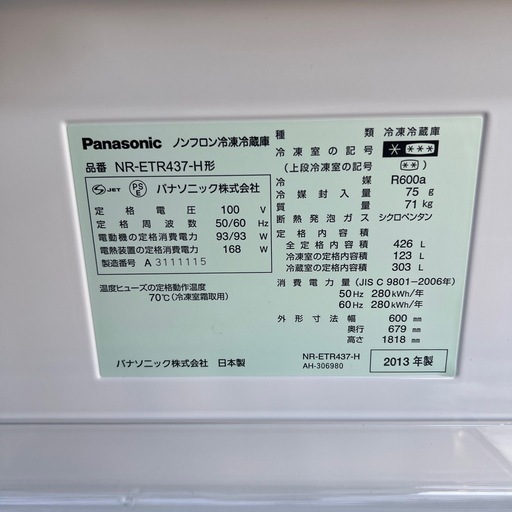 Panasonic ノンフロン冷凍冷蔵庫
品番 NR-ETR437-H形
S JET PS E パナソニック株式会社
定格電圧 100 V
定格周波数 50/60 Hz
電動機の定格消費電力 93/93 W
電熱装置の定格消費電力 168 W
製造番号 A 3111115
温度ヒューズの定格動作温度
70℃(冷凍室霜取用)
パナソニック株式会社 日本製
種類 冷凍冷蔵庫
冷凍室の記号 * ***
(上段冷凍室の記号 **)
冷媒 R600a
冷媒封入量 75 g
質量 71 kg
断熱発泡ガス シクロペンタン
定格内容積
全定格内容積 426 L
冷凍室の定格内容積 123 L
冷蔵室の定格内容積 303 L
消費電力量 (JIS C 9801-2006年)
50Hz 280kWh/年
60Hz 280kWh/年
外形寸法 幅 600 mm
奥行 679 mm
高さ 1818 mm
NR-ETR437-H
AH-306980
2013 年製